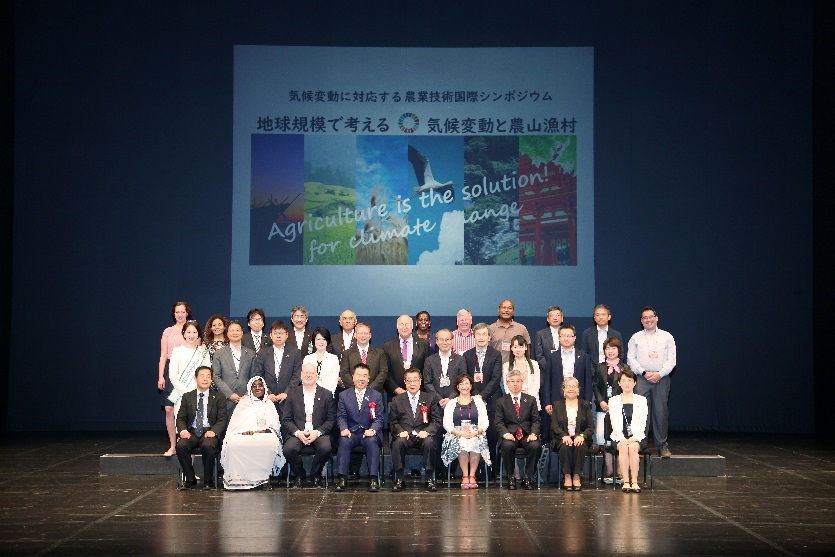 気候変動に対応する農業技術国際シンポジウム
地球規模で考える 気候変動と農山漁村
Agriculture is the solution!
for climate change